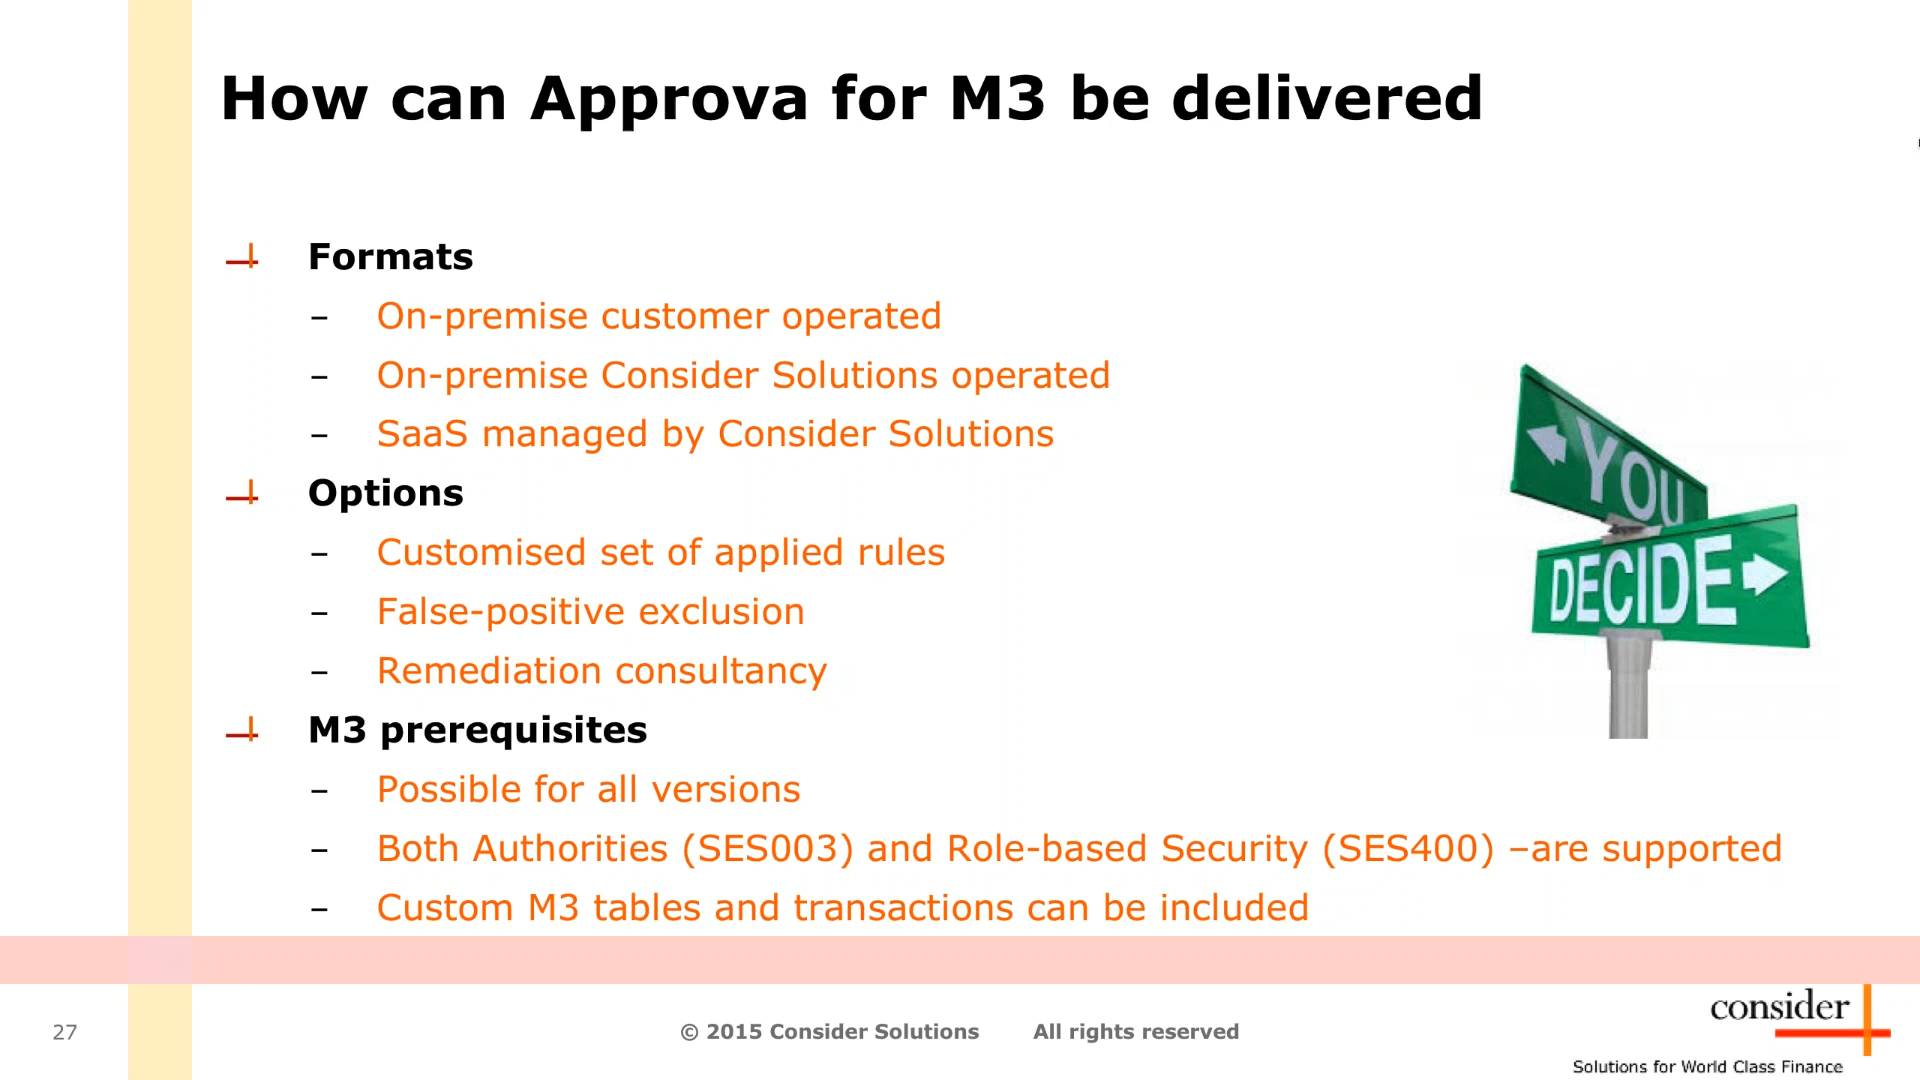 How can Approva for M3 be delivered
Formats
– On-premise customer operated
– On-premise Consider Solutions operated
– SaaS managed by Consider Solutions
Options
– Customised set of applied rules
– False-positive exclusion
– Remediation consultancy
M3 prerequisites
– Possible for all versions
– Both Authorities (SES003) and Role-based Security (SES400) –are supported
– Custom M3 tables and transactions can be included
YOU
DECIDE
27
© 2015 Consider Solutions All rights reserved
consider
Solutions for World Class Finance